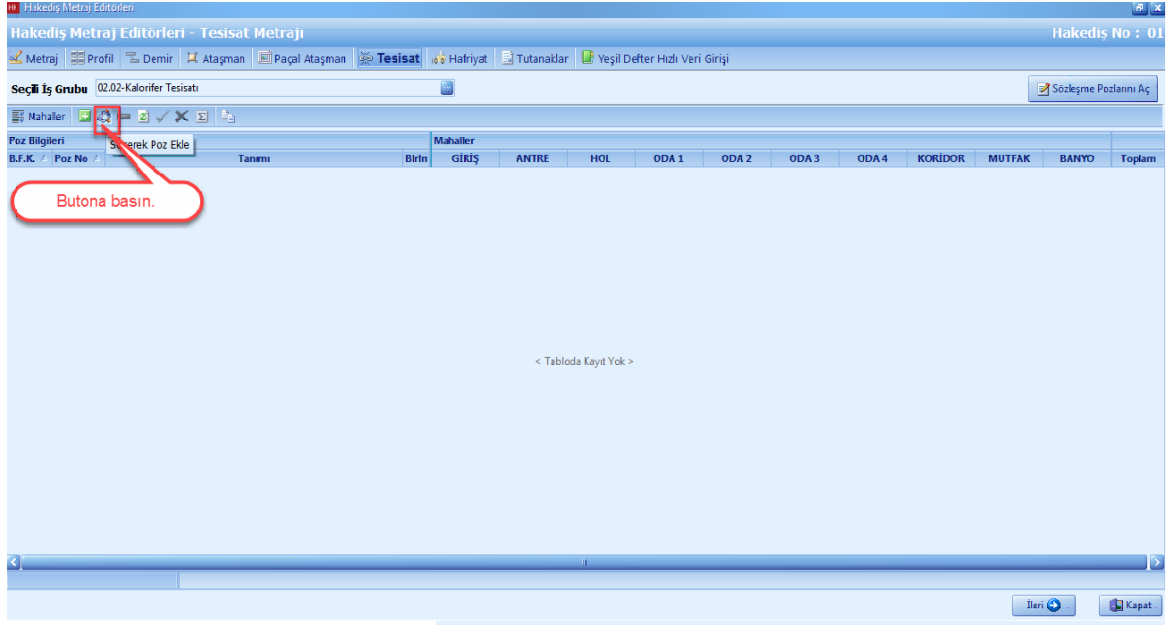 Hakediş Metraj Editörleri
Hakediş Metraj Editörleri - Tesisat Metrajı Hakediş No : 01
Metraj Profil Demir Ataşman Paçal Ataşman Tesisat Hafriyat Tutanaklar Yeşil Defter Hızlı Veri Girişi
Seçili İş Grubu 02.02-Kalorifer Tesisatı Sözleşme Pozlarını Aç
Mahaller
Poz Bilgileri Poz Ekle Mahaller
B.F.K. Poz No Tanımı Birin GİRİŞ ANTRE HOL ODA 1 ODA 2 ODA 3 ODA 4 KORİDOR MUTFAK BANYO Toplam
Butona basın.
< Tabloda Kayıt Yok >
İleri Kapat